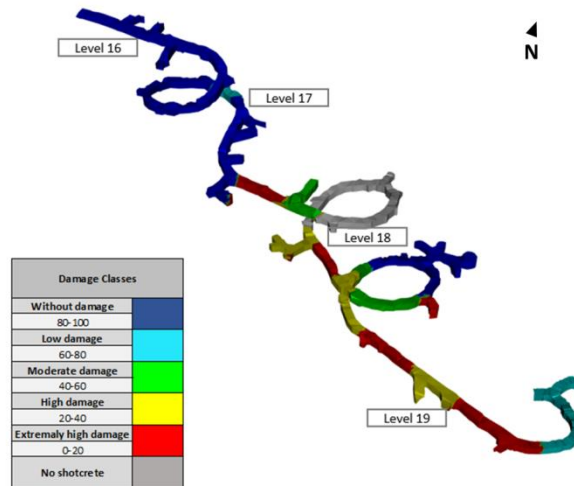 Level 16
N
Level 17
Level 18
Damage Classes
Without damage
80-100
Low damage
60-80
Moderate damage
40-60
High damage
20-40
Extremaly high damage
0-20
No shotcrete
Level 19